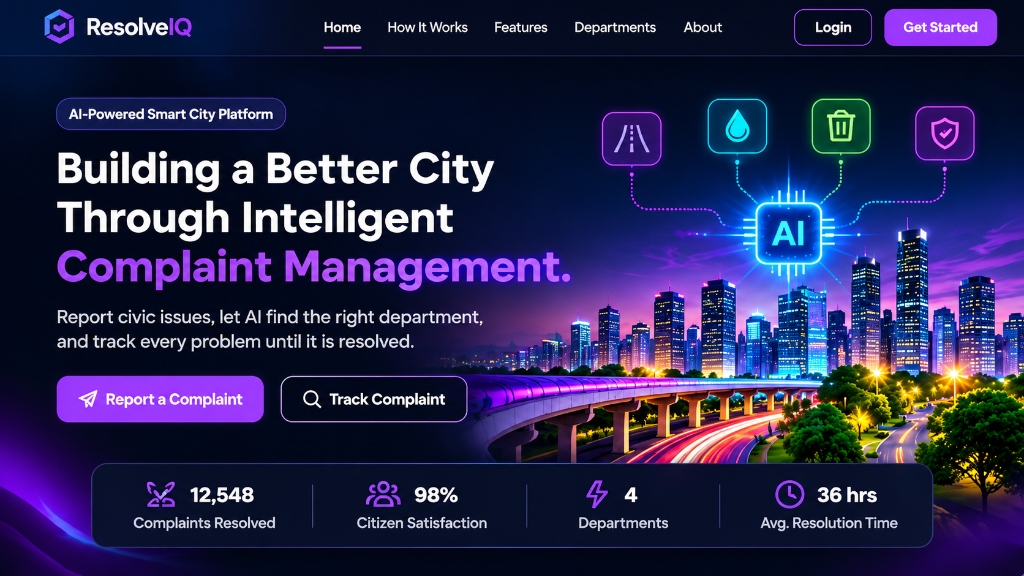 ResolveIQ
Home How It Works Features Departments About
Login Get Started
AI-Powered Smart City Platform
Building a Better City
Through Intelligent
Complaint Management.
Report civic issues, let AI find the right department,
and track every problem until it is resolved.
Report a Complaint
Track Complaint
AI
12,548
Complaints Resolved
98%
Citizen Satisfaction
4
Departments
36 hrs
Avg. Resolution Time